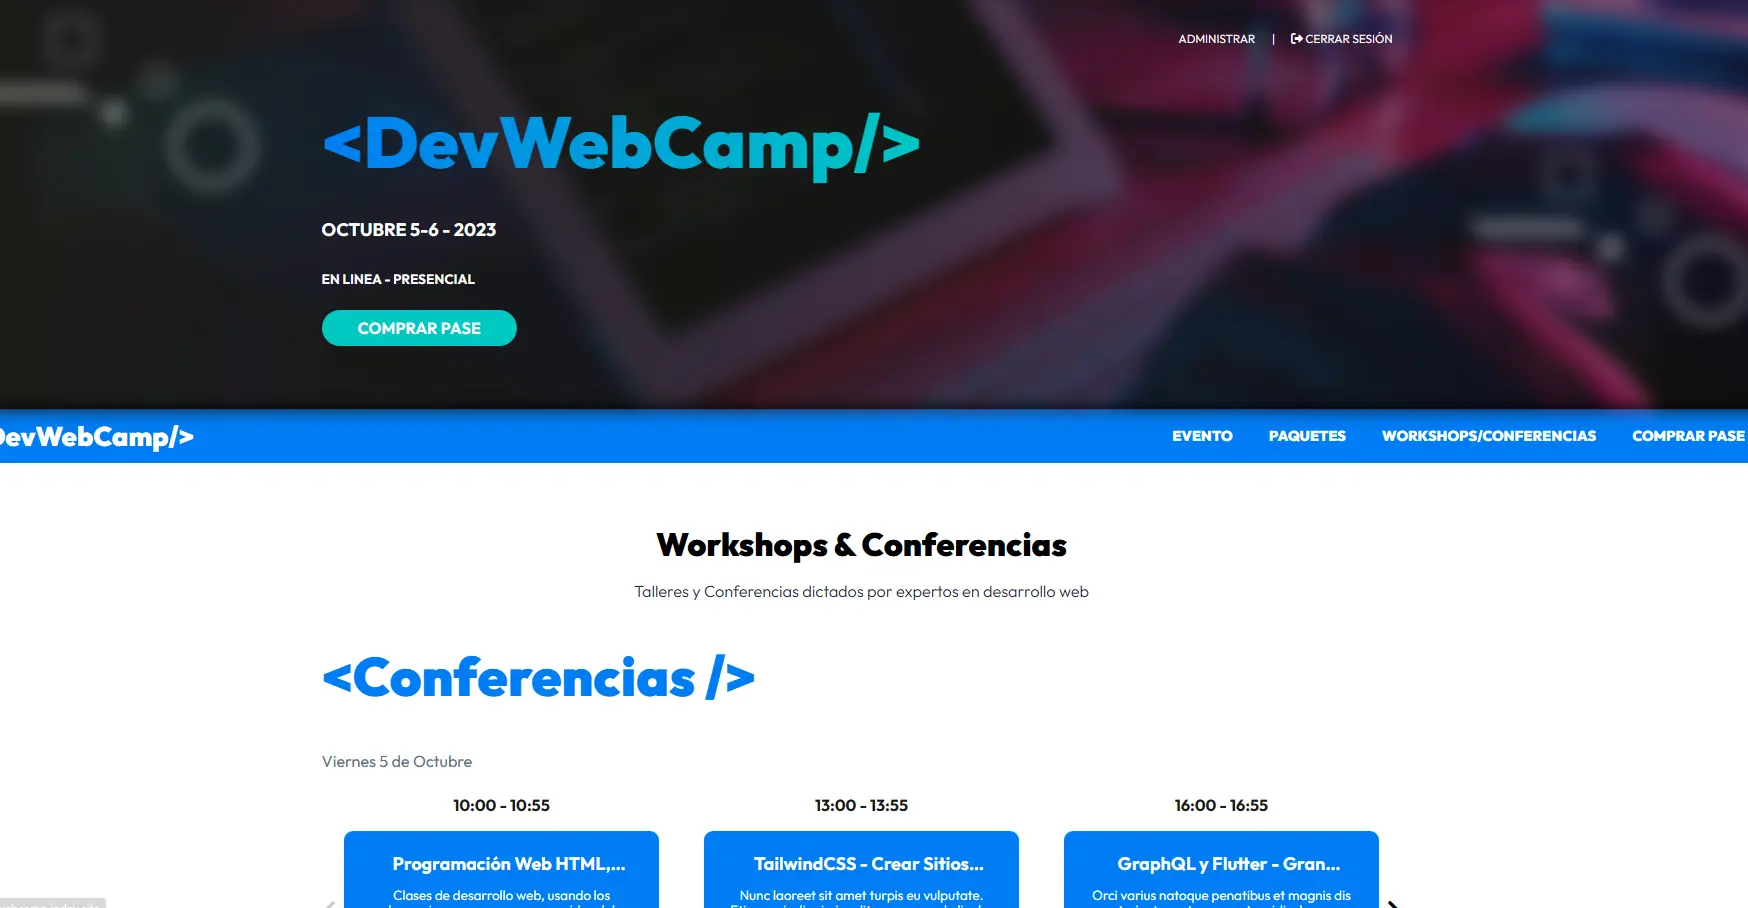 ADMINISTRAR | CERRAR SESIÓN
<DevWebCamp/>
OCTUBRE 5-6 - 2023
EN LINEA - PRESENCIAL
COMPRAR PASE
DevWebCamp/> EVENTO PAQUETES WORKSHOPS/CONFERENCIAS COMPRAR PASE
Workshops & Conferencias
Talleres y Conferencias dictados por expertos en desarrollo web
<Conferencias />
Viernes 5 de Octubre
10:00 - 10:55 13:00 - 13:55 16:00 - 16:55
Programación Web HTML,... TailwindCSS - Crear Sitios... GraphQL y Flutter - Gran...
Clases de desarrollo web, usando los Nunc laoreet sit amet turpis eu vulputate. Orci varius natoque penatibus et magnis dis